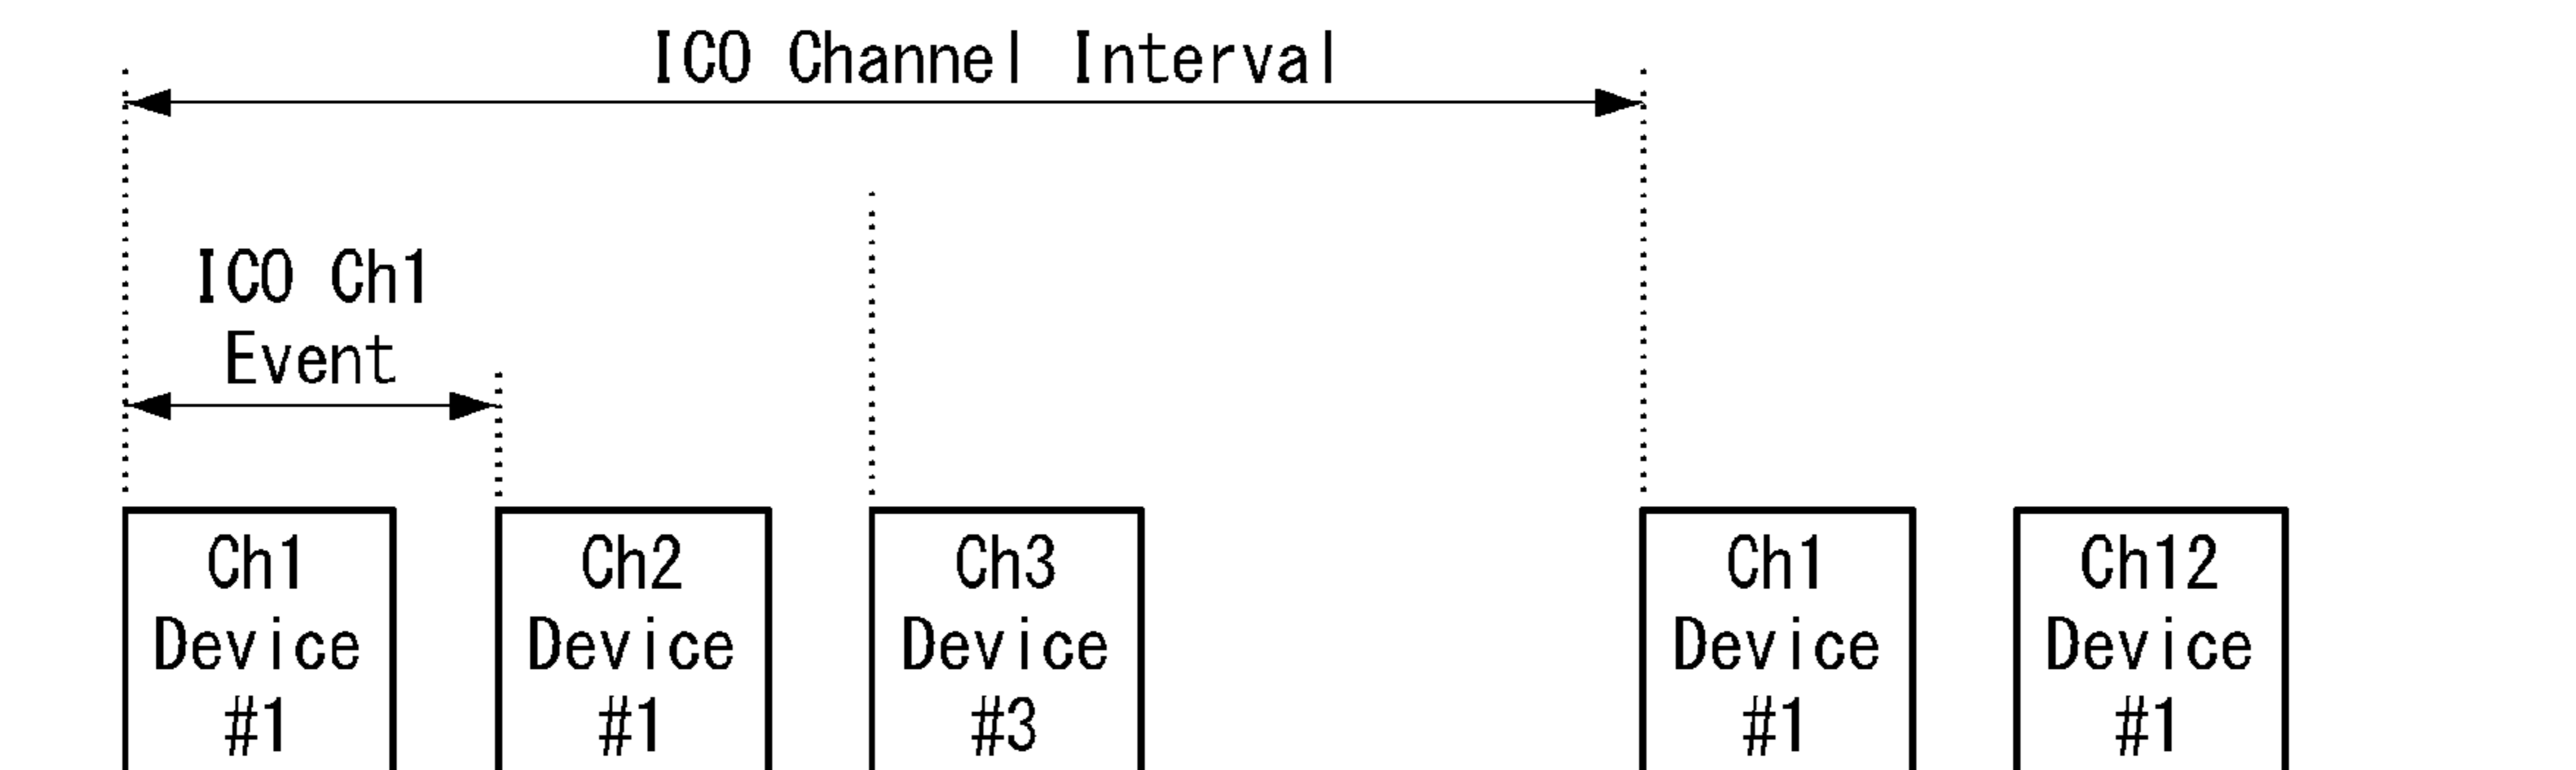 ICO Channel Interval
ICO Ch1
Event
Ch1
Device
#1
Ch2
Device
#1
Ch3
Device
#3
Ch1
Device
#1
Ch12
Device
#1